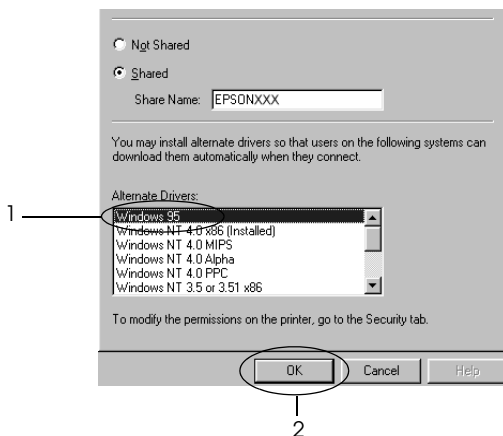 Not Shared
Shared
Share Name: EPSONXXX
You may install alternate drivers so that users on the following systems can
download them automatically when they connect.
Alternate Drivers:
1
Windows 95
Windows NT 4.0 x86 (Installed)
Windows NT 4.0 MIPS
Windows NT 4.0 Alpha
Windows NT 4.0 PPC
Windows NT 3.5 or 3.51 x86
To modify the permissions on the printer, go to the Security tab.
OK Cancel Help
2